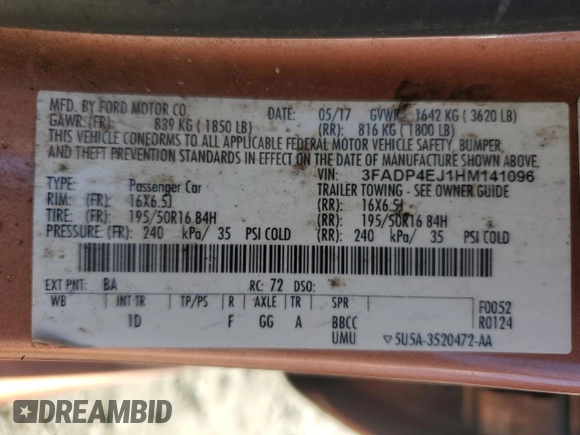 MFD. BY FORD MOTOR CO.
DATE: 05/17 GVWR: 1642 KG ( 3620 LB)
GAWR: (FR): 839 KG ( 1850 LB) (RR): 816 KG ( 1800 LB)
THIS VEHICLE CONFORMS TO ALL APPLICABLE FEDERAL MOTOR VEHICLE SAFETY, BUMPER,
AND THEFT PREVENTION STANDARDS IN EFFECT ON THE DATE OF MANUFACTURE SHOWN ABOVE.
VIN: 3FADP4EJ1HM141096
TYPE: Passenger Car TRAILER TOWING - SEE OWNER GUIDE
RIM: (FR) 16X6.5J (RR): 16X6.5J
TIRE: (FR) 195/50R16 84H (RR): 195/50R16 84H
PRESSURE: (FR) 240 kPa/ 35 PSI COLD (RR): 240 kPa/ 35 PSI COLD
EXT PNT: BA RC: 72 DSO:
WB INT TR TP/PS R AXLE TR SPR F0052
1D F GG A BBCC R0124
UMU ▽5U5A-3520472-AA
DREAMBID